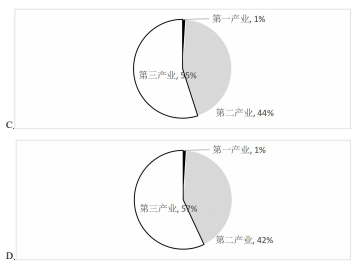 第一产业, 1%
第三产业, 55%
第二产业, 44%
C.
第一产业, 1%
第三产业, 57%
第二产业, 42%
D.